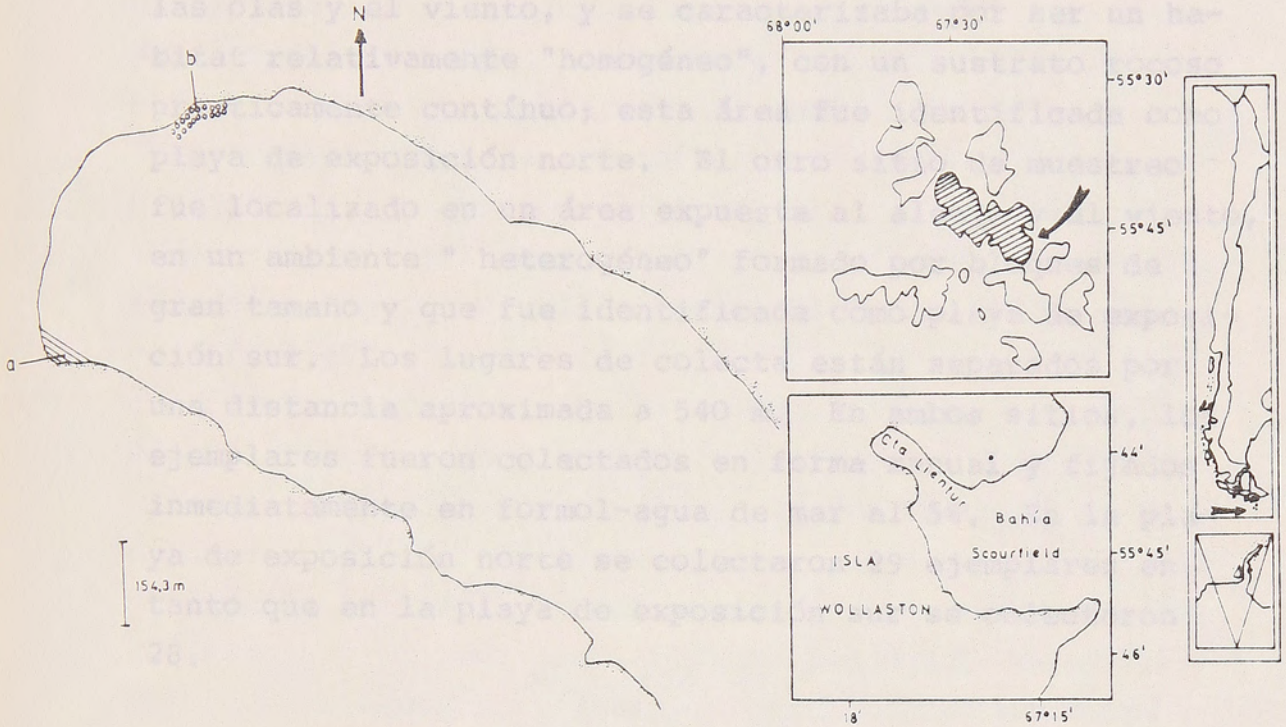 las olas y el viento, y se caracterizaba por ser un ha-
bitat relativamente "homogéneo", con un sustrato rocoso
prácticamente contínuo; esta área fue identificada como
playa de exposición norte. El otro sitio de muestreo
fue localizado en un área expuesta al y al viento,
en un ambiente " heterogéneo" formado por de
gran tamaño y que fue identificada como playa de exposi-
ción sur. Los lugares de colecta están separados por
una distancia aproximada a 540 m. En ambos sitios, los
ejemplares fueron colectados en forma manual y fijados
inmediatamente en formol-agua de mar al 5%. En la pla-
ya de exposición norte se colectaron 29 ejemplares en
tanto que en la playa de exposición sur se colectaron
28.
N
b
a
154,3 m
68°00' 67°30'
55°30'
55°45'
Cta. Lientur
Bahía
Scourfield
ISLA
WOLLASTON
44'
55°45'
46'
18' 67°15'